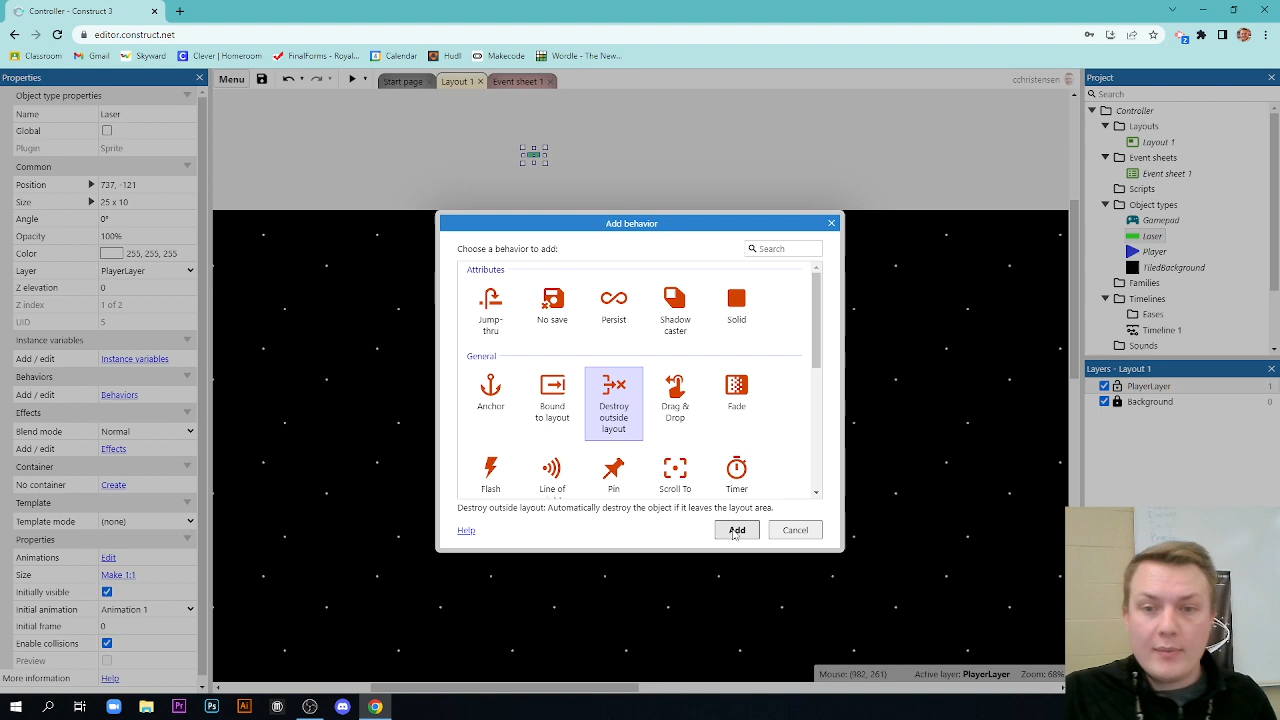 Controller - Construct 3
editor.construct.net
Classroom
Gmail
Skyward
Clever | Homeroom
FinalForms - Royal...
Calendar
Hudl
Makecode
Wordle - The New...
Properties
Menu
Start page
Layout 1
Event sheet 1
cchristensen
Project
Object type properties
Name Laser
Global
Plugin Sprite
Common
Position 737, -121
Size 25 x 10
Angle 0°
Opacity 100%
Color 255, 255, 255
Layer PlayerLayer
Z elevation 0
Z index 1 of 2
UID 5
Instance variables
Add / edit Instance variables
Behaviors
Add / edit Behaviors
Effects
Blend mode Normal
Add / edit Effects
Container
No container Create
Template
Template mode (none)
Properties
Animations Edit
Size Make 1:1
Initially visible
Initial animation Animation 1
Initial frame 0
Enable collisions
Preview
More information Help
Add behavior
Choose a behavior to add:
Search
Attributes
Jump-thru
No save
Persist
Shadow caster
Solid
General
Anchor
Bound to layout
Destroy outside layout
Drag & Drop
Fade
Flash
Line of
Pin
Scroll To
Timer
Destroy outside layout: Automatically destroy the object if it leaves the layout area.
Help
Add
Cancel
Mouse: (982, 261)
Active layer: PlayerLayer
Zoom: 68%
Search
Controller
Layouts
Layout 1
Event sheets
Event sheet 1
Scripts
Object types
Gamepad
Laser
Player
TiledBackground
Families
Timelines
Eases
Timeline 1
Sounds
Layers - Layout 1
PlayerLayer 1
Background 0